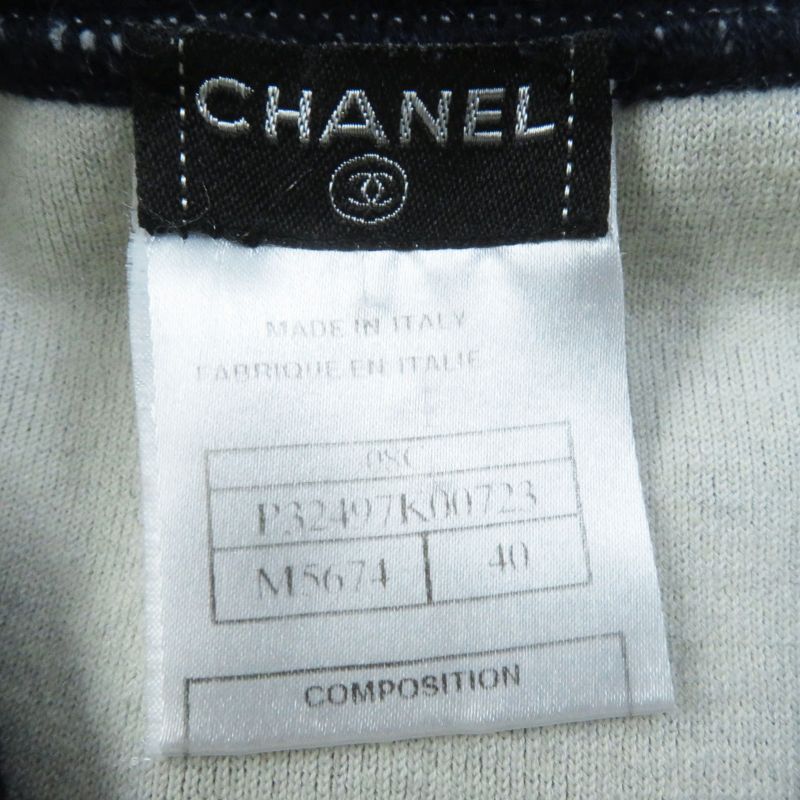 CHANEL
MADE IN ITALY
FABRIQUE EN ITALIE
08C
P32497K00723
M5674 40
COMPOSITION